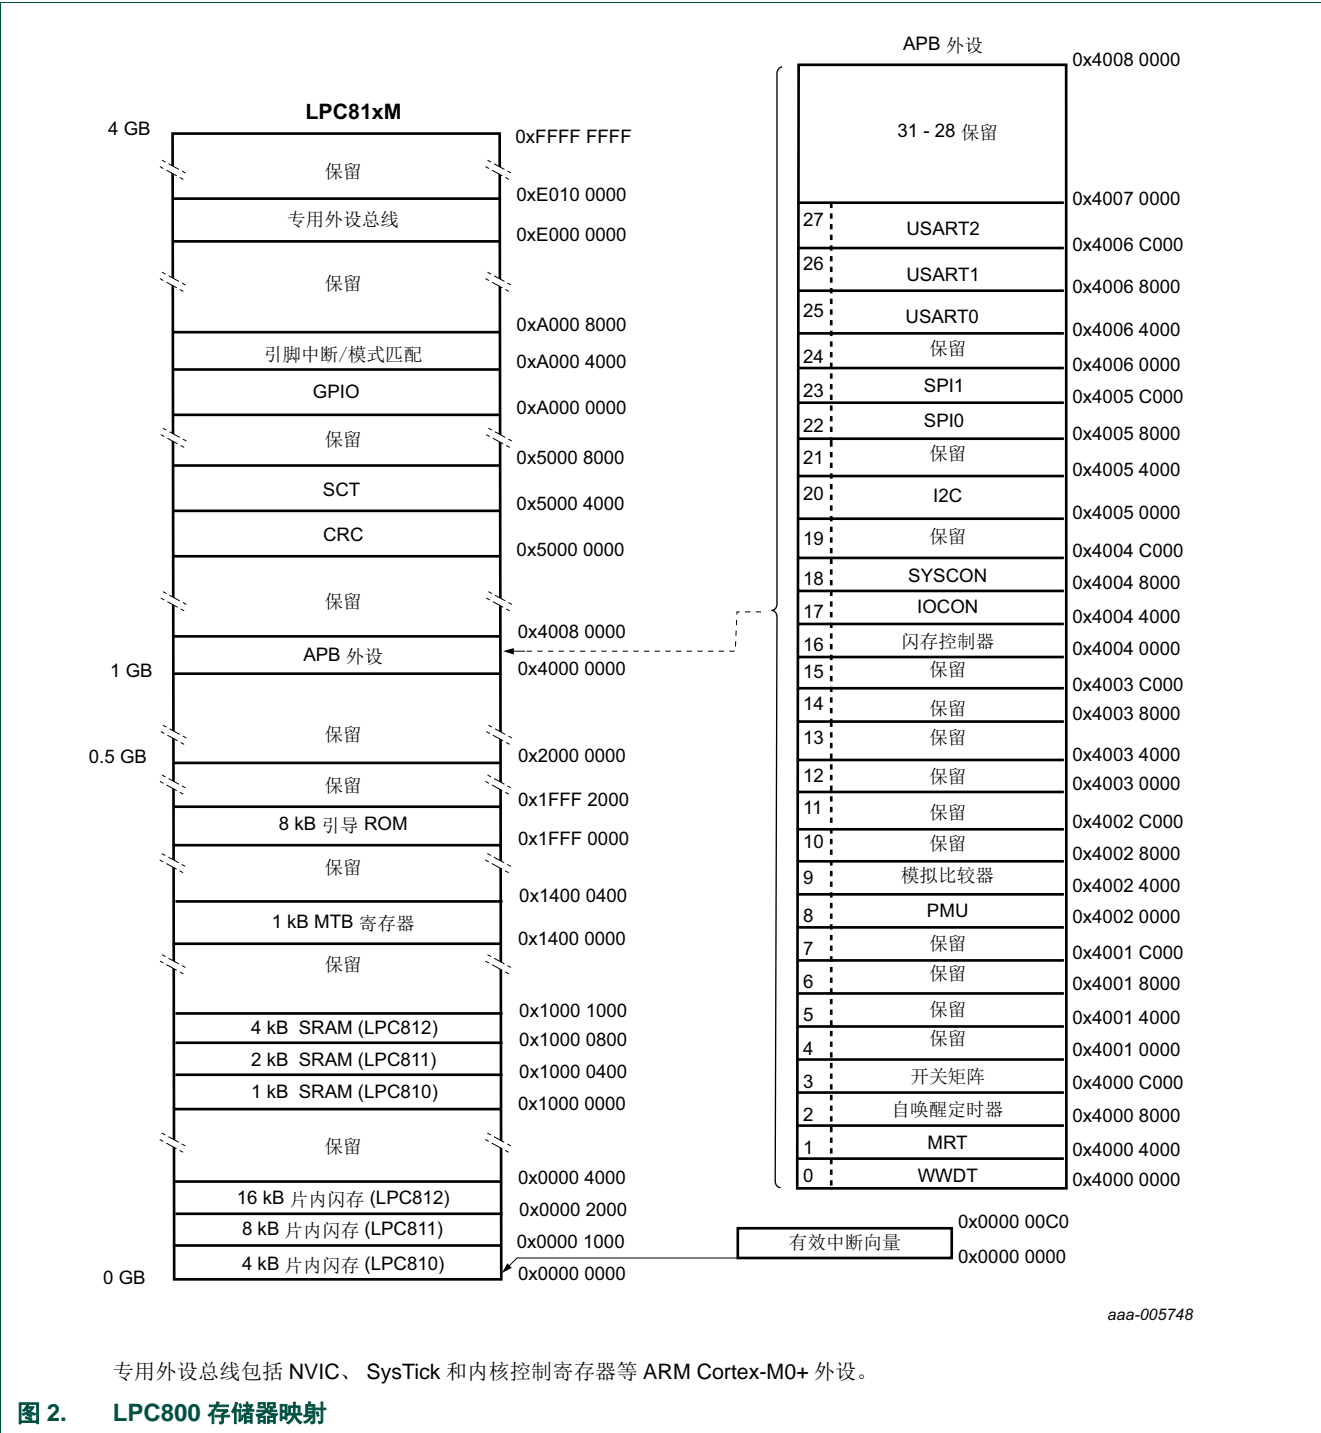 LPC81xM
4 GB
0xFFFF FFFF
保留
0xE010 0000
专用外设总线
0xE000 0000
保留
0xA000 8000
引脚中断/模式匹配
0xA000 4000
GPIO
0xA000 0000
保留
0x5000 8000
SCT
0x5000 4000
CRC
0x5000 0000
保留
0x4008 0000
APB 外设
0x4000 0000
1 GB
保留
0x2000 0000
0.5 GB
保留
0x1FFF 2000
8 kB 引导 ROM
0x1FFF 0000
保留
0x1400 0400
1 kB MTB 寄存器
0x1400 0000
保留
0x1000 1000
4 kB SRAM (LPC812)
0x1000 0800
2 kB SRAM (LPC811)
0x1000 0400
1 kB SRAM (LPC810)
0x1000 0000
保留
0x0000 4000
16 kB 片内闪存 (LPC812)
0x0000 2000
8 kB 片内闪存 (LPC811)
0x0000 1000
4 kB 片内闪存 (LPC810)
0x0000 0000
0 GB
APB 外设
0x4008 0000
31 - 28 保留
0x4007 0000
27 USART2
0x4006 C000
26 USART1
0x4006 8000
25 USART0
0x4006 4000
24 保留
0x4006 0000
23 SPI1
0x4005 C000
22 SPI0
0x4005 8000
21 保留
0x4005 4000
20 I2C
0x4005 0000
19 保留
0x4004 C000
18 SYSCON
0x4004 8000
17 IOCON
0x4004 4000
16 闪存控制器
0x4004 0000
15 保留
0x4003 C000
14 保留
0x4003 8000
13 保留
0x4003 4000
12 保留
0x4003 0000
11 保留
0x4002 C000
10 保留
0x4002 8000
9 模拟比较器
0x4002 4000
8 PMU
0x4002 0000
7 保留
0x4001 C000
6 保留
0x4001 8000
5 保留
0x4001 4000
4 保留
0x4001 0000
3 开关矩阵
0x4000 C000
2 自唤醒定时器
0x4000 8000
1 MRT
0x4000 4000
0 WWDT
0x4000 0000
0x0000 00C0
有效中断向量
0x0000 0000
aaa-005748
专用外设总线包括 NVIC、 SysTick 和内核控制寄存器等 ARM Cortex-M0+ 外设。
图 2. LPC800 存储器映射